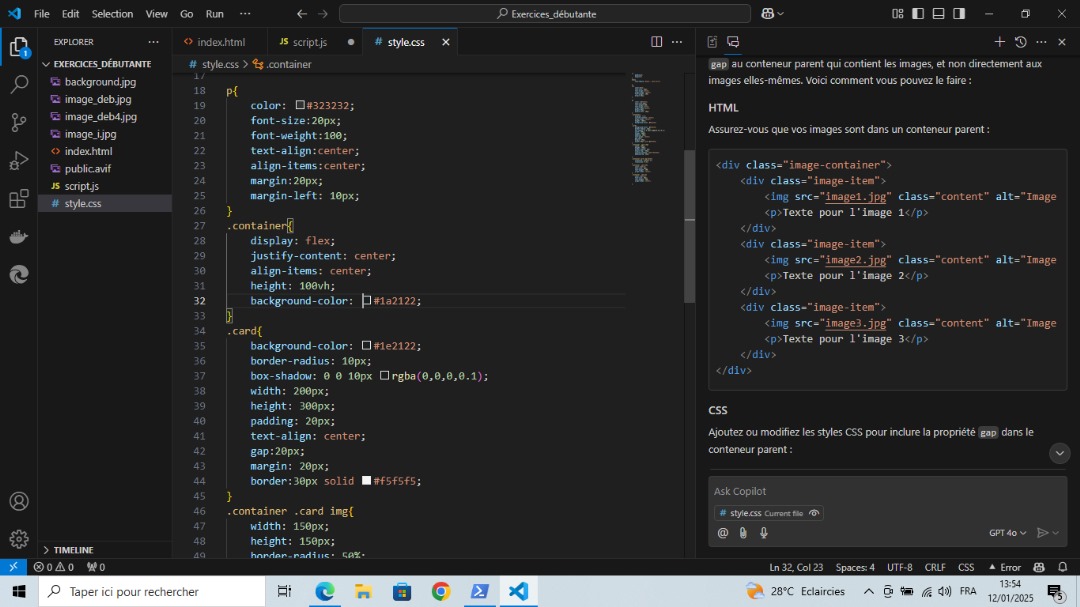 File Edit Selection View Go Run ··· Exercices_débutante
EXPLORER
EXERCICES_DÉBUTANTE
background.jpg
image_deb.jpg
image_deb4.jpg
image_i.jpg
index.html
public.avif
JS script.js
# style.css
TIMELINE
1
<> index.html
JS script.js
# style.css
# style.css > .container
17
18 p{
19 color: #323232;
20 font-size:20px;
21 font-weight:100;
22 text-align:center;
23 align-items:center;
24 margin:20px;
25 margin-left: 10px;
26 }
27 .container{
28 display: flex;
29 justify-content: center;
30 align-items: center;
31 height: 100vh;
32 background-color: #1a2122;
33 }
34 .card{
35 background-color: #1e2122;
36 border-radius: 10px;
37 box-shadow: 0 0 10px rgba(0,0,0,0.1);
38 width: 200px;
39 height: 300px;
40 padding: 20px;
41 text-align: center;
42 gap:20px;
43 margin: 20px;
44 border:30px solid #f5f5f5;
45 }
46 .container .card img{
47 width: 150px;
48 height: 150px;
49 border-radius: 50%;
gap au conteneur parent qui contient les images, et non directement aux
images elles-mêmes. Voici comment vous pouvez le faire :
HTML
Assurez-vous que vos images sont dans un conteneur parent :
<div class="image-container">
<div class="image-item">
<img src="image1.jpg" class="content" alt="Image
<p>Texte pour l'image 1</p>
</div>
<div class="image-item">
<img src="image2.jpg" class="content" alt="Image
<p>Texte pour l'image 2</p>
</div>
<div class="image-item">
<img src="image3.jpg" class="content" alt="Image
<p>Texte pour l'image 3</p>
</div>
</div>
CSS
Ajoutez ou modifiez les styles CSS pour inclure la propriété gap dans le
conteneur parent :
Ask Copilot
# style.css Current file
GPT 4o
0 0 0 Ln 32, Col 23 Spaces: 4 UTF-8 CRLF CSS Error
Taper ici pour rechercher
28°C Eclaircies
FRA
13:54
12/01/2025
5